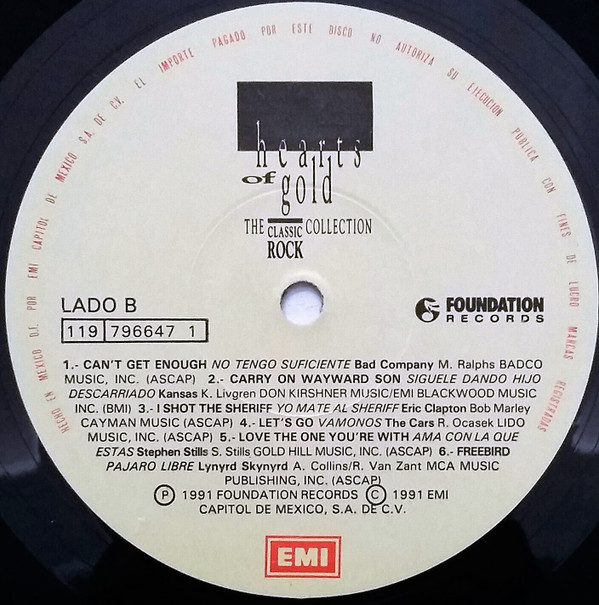 HECHO EN MEXICO D.F. POR EMI CAPITOL DE MEXICO S.A. DE CV. EL IMPORTE PAGADO POR ESTE DISCO NO AUTORIZA SU EJECUCION PUBLICA CON FINES DE LUCRO MARCAS REGISTRADAS
hearts
of gold
THE CLASSIC COLLECTION
ROCK
LADO B
119 796647 1
FOUNDATION
RECORDS
1.- CAN'T GET ENOUGH NO TENGO SUFICIENTE Bad Company M. Ralphs BADCO
MUSIC, INC. (ASCAP) 2.- CARRY ON WAYWARD SON SIGUELE DANDO HIJO
DESCARRIADO Kansas K. Livgren DON KIRSHNER MUSIC/EMI BLACKWOOD MUSIC
INC. (BMI) 3.- I SHOT THE SHERIFF YO MATE AL SHERIFF Eric Clapton Bob Marley
CAYMAN MUSIC (ASCAP) 4.- LET'S GO VAMONOS The Cars R. Ocasek LIDO
MUSIC, INC. (ASCAP) 5.- LOVE THE ONE YOU'RE WITH AMA CON LA QUE
ESTAS Stephen Stills S. Stills GOLD HILL MUSIC, INC. (ASCAP) 6.- FREEBIRD
PAJARO LIBRE Lynyrd Skynyrd A. Collins/R. Van Zant MCA MUSIC
PUBLISHING, INC. (ASCAP)
Ⓟ 1991 FOUNDATION RECORDS © 1991 EMI
CAPITOL DE MEXICO, S.A. DE C.V.
EMI